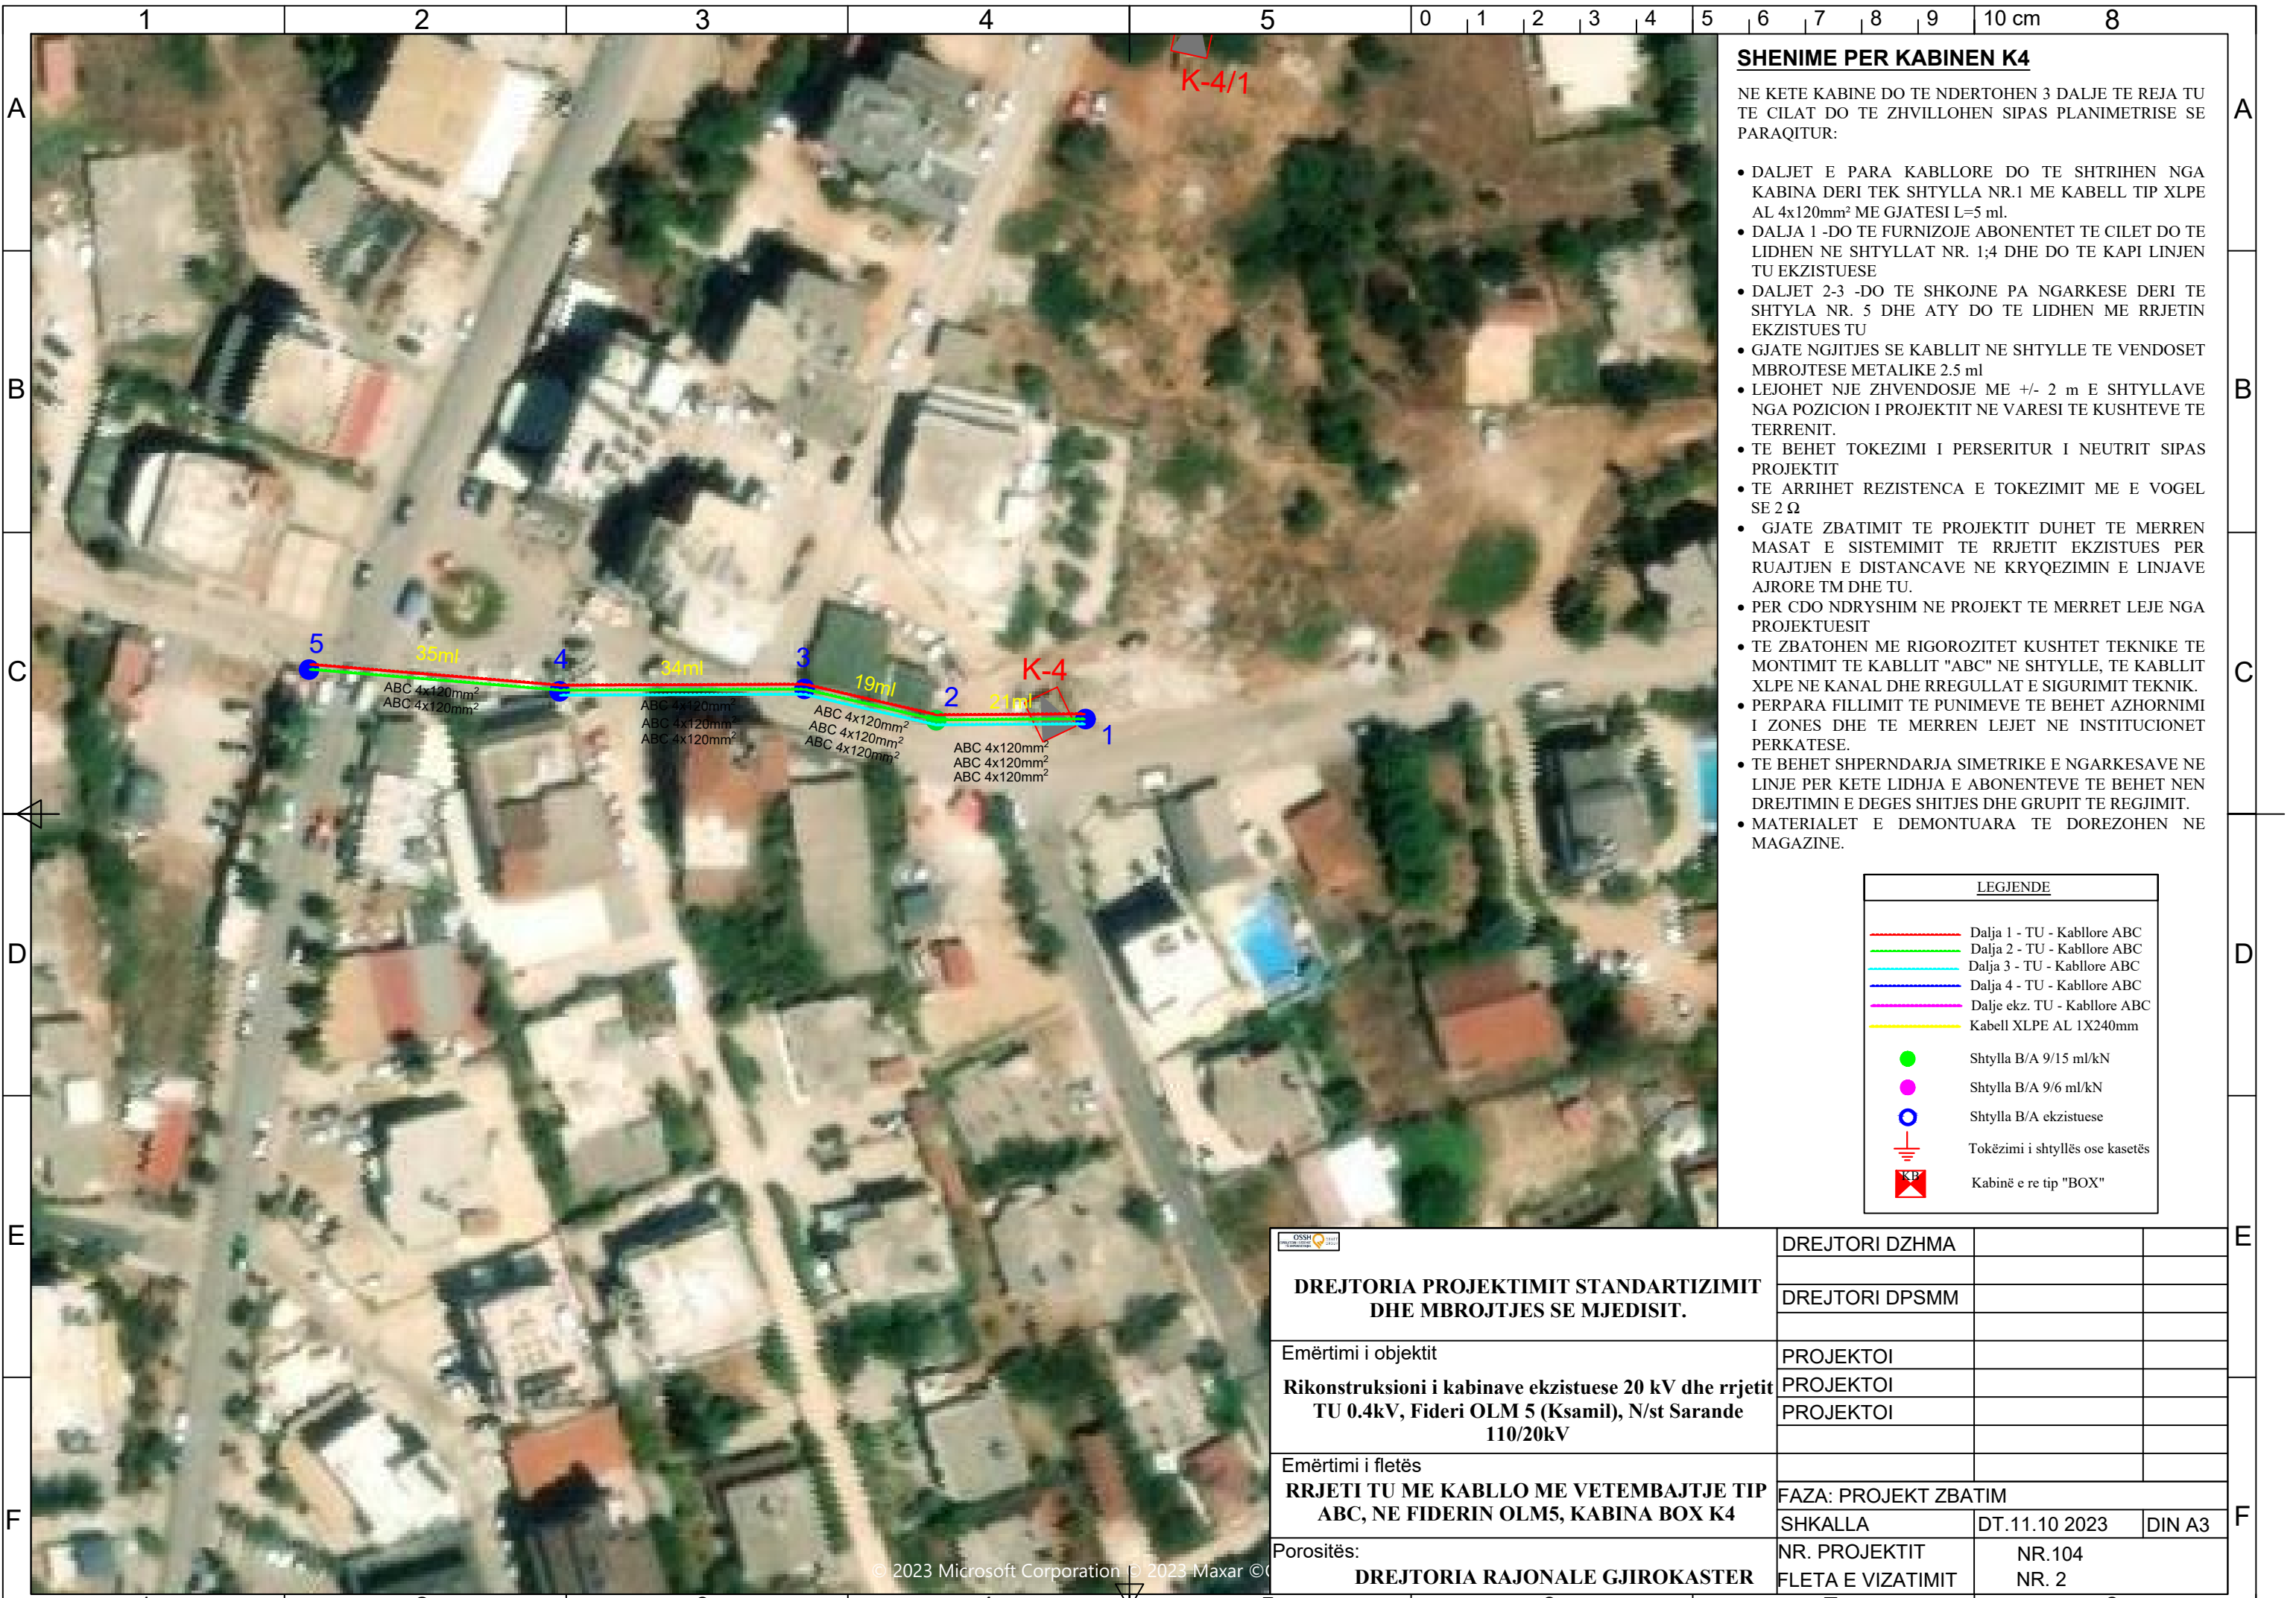 1 2 3 4 5 0 1 2 3 4 5 6 7 8 9 10 cm 8
A
B
C
D
E
F
A
B
C
D
E
F
K-4/1
5
35ml
4
34ml
3
19ml
2
21ml
K-4
1
ABC 4x120mm²
ABC 4x120mm²
ABC 4x120mm²
ABC 4x120mm²
ABC 4x120mm²
ABC 4x120mm²
ABC 4x120mm²
ABC 4x120mm²
ABC 4x120mm²
ABC 4x120mm²
ABC 4x120mm²
© 2023 Microsoft Corporation © 2023 Maxar ©
SHENIME PER KABINEN K4
NE KETE KABINE DO TE NDERTOHEN 3 DALJE TE REJA TU
TE CILAT DO TE ZHVILLOHEN SIPAS PLANIMETRISE SE
PARAQITUR:
• DALJET E PARA KABLLORE DO TE SHTRIHEN NGA
KABINA DERI TEK SHTYLLA NR.1 ME KABELL TIP XLPE
AL 4x120mm² ME GJATESI L=5 ml.
• DALJA 1 -DO TE FURNIZOJE ABONENTET TE CILET DO TE
LIDHEN NE SHTYLLAT NR. 1;4 DHE DO TE KAPI LINJEN
TU EKZISTUESE
• DALJET 2-3 -DO TE SHKOJNE PA NGARKESE DERI TE
SHTYLA NR. 5 DHE ATY DO TE LIDHEN ME RRJETIN
EKZISTUES TU
• GJATE NGJITJES SE KABLLIT NE SHTYLLE TE VENDOSET
MBROJTESE METALIKE 2.5 ml
• LEJOHET NJE ZHVENDOSJE ME +/- 2 m E SHTYLLAVE
NGA POZICION I PROJEKTIT NE VARESI TE KUSHTEVE TE
TERRENIT.
• TE BEHET TOKEZIMI I PERSERITUR I NEUTRIT SIPAS
PROJEKTIT
• TE ARRIHET REZISTENCA E TOKEZIMIT ME E VOGEL
SE 2 Ω
• GJATE ZBATIMIT TE PROJEKTIT DUHET TE MERREN
MASAT E SISTEMIMIT TE RRJETIT EKZISTUES PER
RUAJTJEN E DISTANCAVE NE KRYQEZIMIN E LINJAVE
AJRORE TM DHE TU.
• PER CDO NDRYSHIM NE PROJEKT TE MERRET LEJE NGA
PROJEKTUESIT
• TE ZBATOHEN ME RIGOROZITET KUSHTET TEKNIKE TE
MONTIMIT TE KABLLIT "ABC" NE SHTYLLE, TE KABLLIT
XLPE NE KANAL DHE RREGULLAT E SIGURIMIT TEKNIK.
• PERPARA FILLIMIT TE PUNIMEVE TE BEHET AZHORNIMI
I ZONES DHE TE MERREN LEJET NE INSTITUCIONET
PERKATESE.
• TE BEHET SHPERNDARJA SIMETRIKE E NGARKESAVE NE
LINJE PER KETE LIDHJA E ABONENTEVE TE BEHET NEN
DREJTIMIN E DEGES SHITJES DHE GRUPIT TE REGJIMIT.
• MATERIALET E DEMONTUARA TE DOREZOHEN NE
MAGAZINE.
LEGJENDE
Dalja 1 - TU - Kabllore ABC
Dalja 2 - TU - Kabllore ABC
Dalja 3 - TU - Kabllore ABC
Dalja 4 - TU - Kabllore ABC
Dalje ekz. TU - Kabllore ABC
Kabell XLPE AL 1X240mm
Shtylla B/A 9/15 ml/kN
Shtylla B/A 9/6 ml/kN
Shtylla B/A ekzistuese
Tokëzimi i shtyllës ose kasetës
KB Kabinë e re tip "BOX"
OSSH
DREJTORIA PROJEKTIMIT STANDARTIZIMIT
DHE MBROJTJES SE MJEDISIT.
Emërtimi i objektit
Rikonstruksioni i kabinave ekzistuese 20 kV dhe rrjetit
TU 0.4kV, Fideri OLM 5 (Ksamil), N/st Sarande
110/20kV
Emërtimi i fletës
RRJETI TU ME KABLLO ME VETEMBAJTJE TIP
ABC, NE FIDERIN OLM5, KABINA BOX K4
Porositës:
DREJTORIA RAJONALE GJIROKASTER
DREJTORI DZHMA
DREJTORI DPSMM
PROJEKTOI
PROJEKTOI
PROJEKTOI
FAZA: PROJEKT ZBATIM
SHKALLA DT.11.10 2023 DIN A3
NR. PROJEKTIT NR.104
FLETA E VIZATIMIT NR. 2